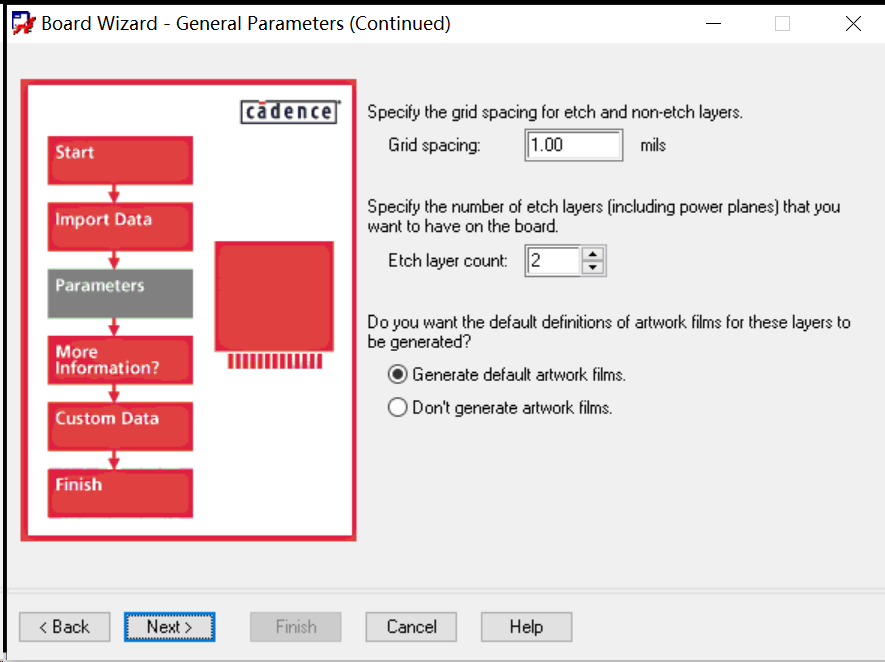 Board Wizard - General Parameters (Continued)
cādence
Start
Import Data
Parameters
More
Information?
Custom Data
Finish
Specify the grid spacing for etch and non-etch layers.
Grid spacing: 1.00 mils
Specify the number of etch layers (including power planes) that you
want to have on the board.
Etch layer count: 2
Do you want the default definitions of artwork films for these layers to
be generated?
Generate default artwork films.
Don't generate artwork films.
< Back Next > Finish Cancel Help